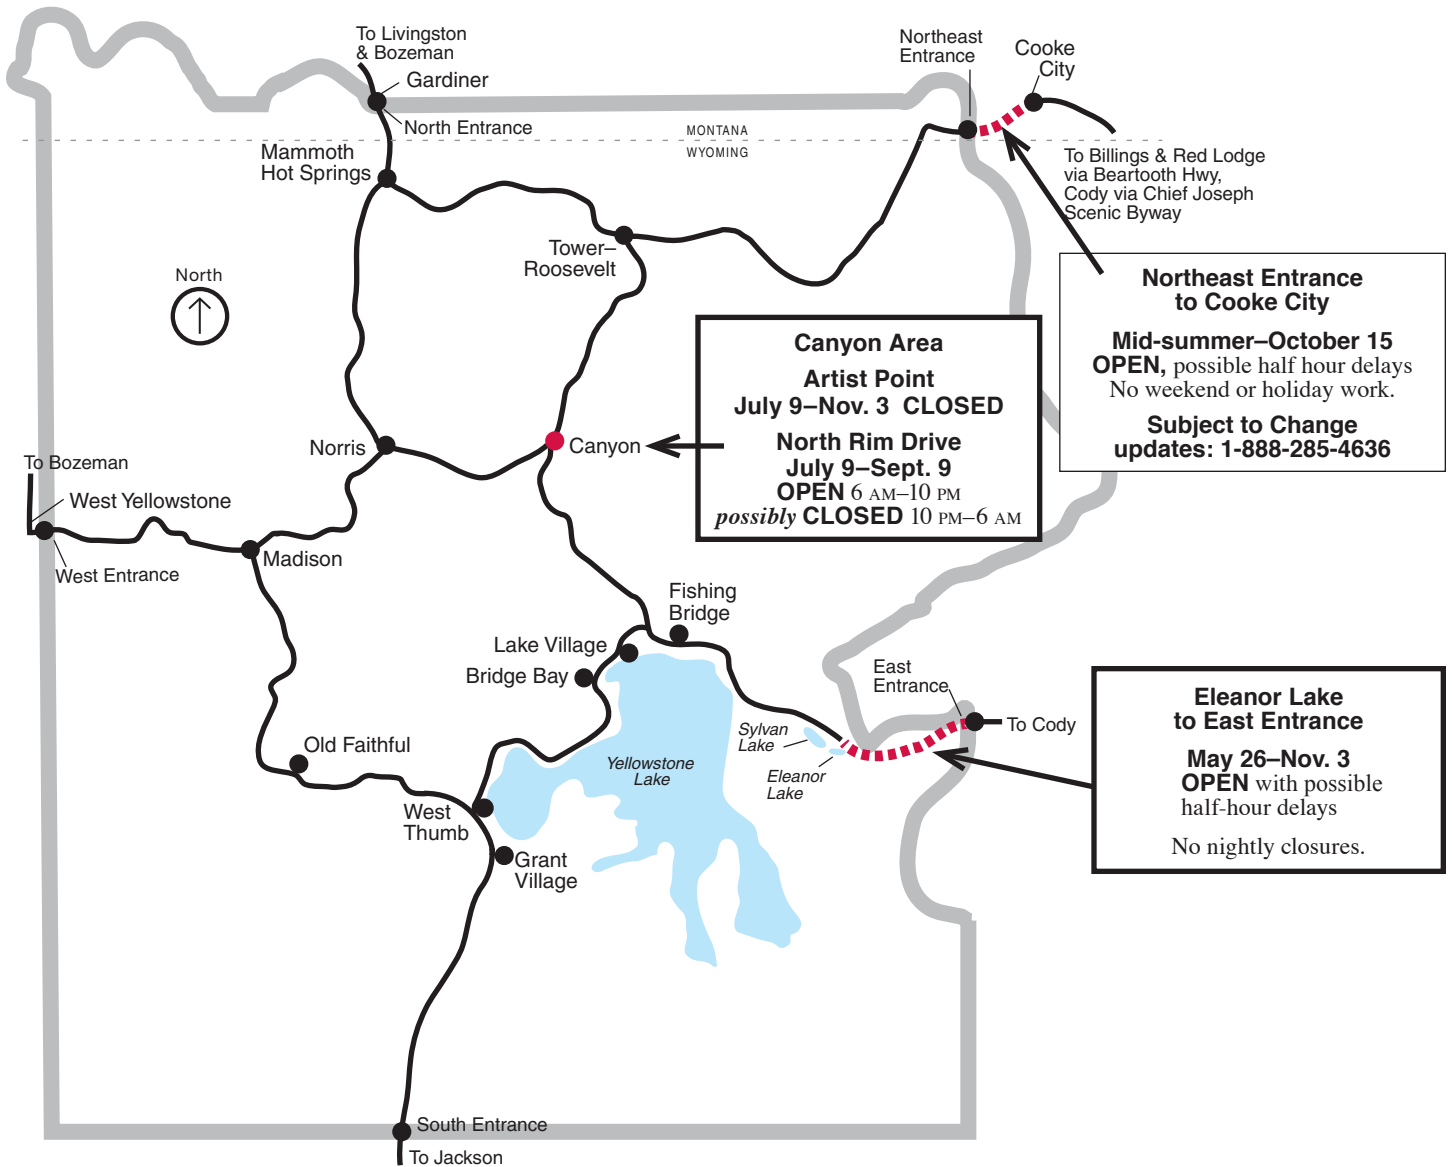 To Livingston
& Bozeman
Gardiner
North Entrance
Northeast
Entrance
Cooke
City
MONTANA
WYOMING
Mammoth
Hot Springs
To Billings & Red Lodge
via Beartooth Hwy,
Cody via Chief Joseph
Scenic Byway
Tower–
Roosevelt
North
Northeast Entrance
to Cooke City
Mid-summer–October 15
OPEN, possible half hour delays
No weekend or holiday work.
Subject to Change
updates: 1-888-285-4636
Canyon Area
Artist Point
July 9–Nov. 3 CLOSED
North Rim Drive
July 9–Sept. 9
OPEN 6 AM–10 PM
possibly CLOSED 10 PM–6 AM
Norris
Canyon
To Bozeman
West Yellowstone
West Entrance
Madison
Fishing
Bridge
Lake Village
Bridge Bay
East
Entrance
To Cody
Sylvan
Lake
Eleanor
Lake
Yellowstone
Lake
Old Faithful
West
Thumb
Grant
Village
Eleanor Lake
to East Entrance
May 26–Nov. 3
OPEN with possible
half-hour delays
No nightly closures.
South Entrance
To Jackson